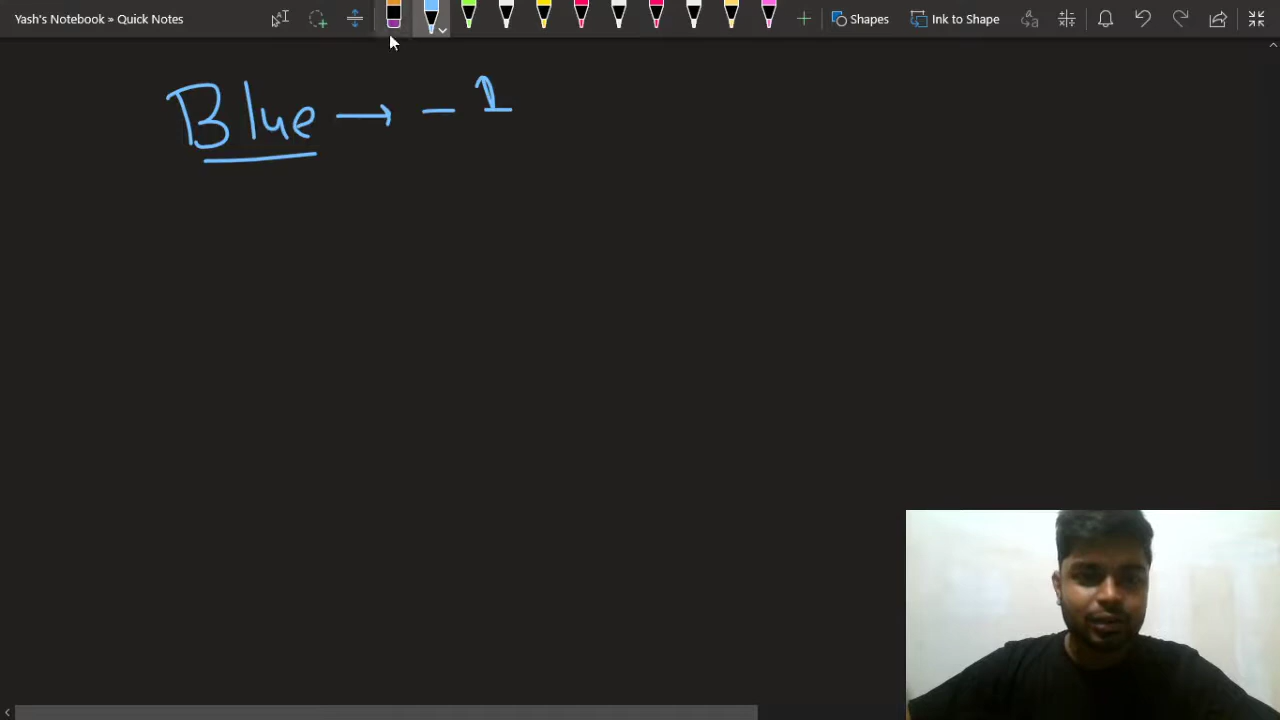 Yash's Notebook » Quick Notes
Shapes
Ink to Shape
Blue → - 1